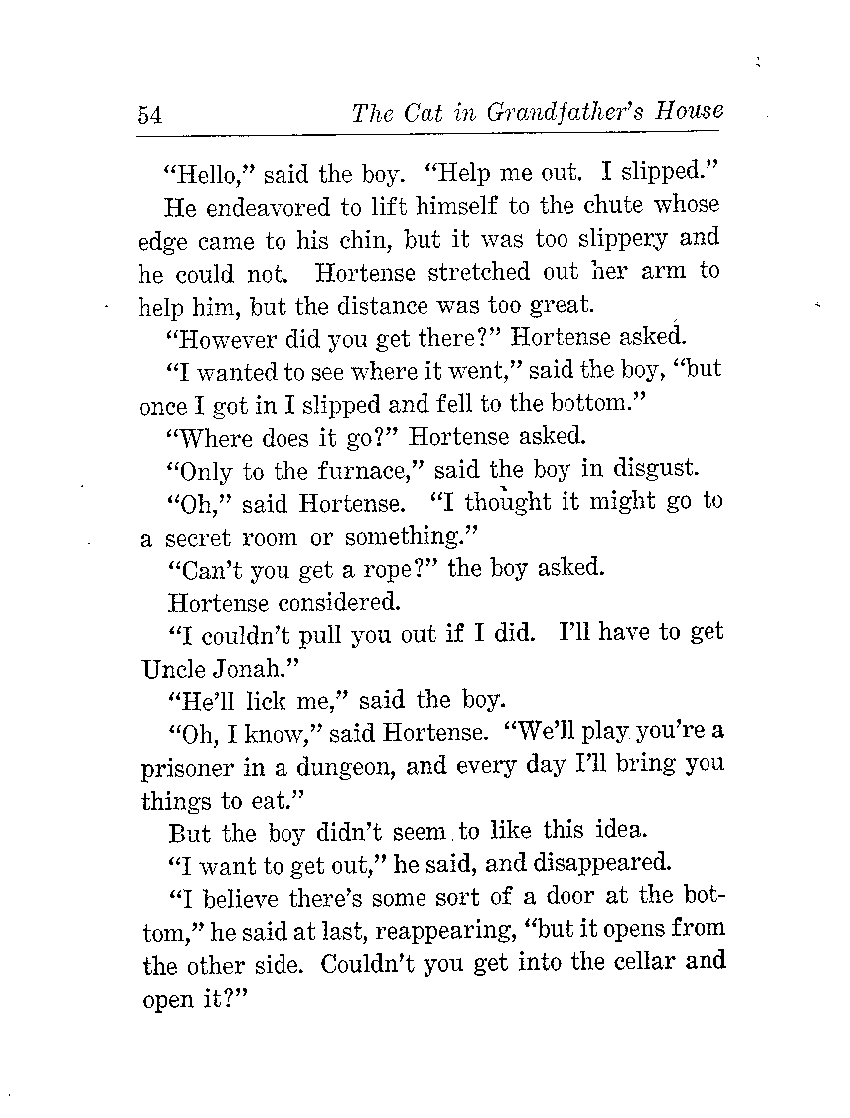 54 The Cat in Grandfather's House
“Hello,” said the boy. “Help me out. I slipped.”
He endeavored to lift himself to the chute whose
edge came to his chin, but it was too slippery and
he could not. Hortense stretched out her arm to
help him, but the distance was too great.
“However did you get there?” Hortense asked.
“I wanted to see where it went,” said the boy, “but
once I got in I slipped and fell to the bottom.”
“Where does it go?” Hortense asked.
“Only to the furnace,” said the boy in disgust.
“Oh,” said Hortense. “I thought it might go to
a secret room or something.”
“Can't you get a rope?” the boy asked.
Hortense considered.
“I couldn't pull you out if I did. I'll have to get
Uncle Jonah.”
“He'll lick me,” said the boy.
“Oh, I know,” said Hortense. “We'll play you're a
prisoner in a dungeon, and every day I'll bring you
things to eat.”
But the boy didn't seem to like this idea.
“I want to get out,” he said, and disappeared.
“I believe there's some sort of a door at the bot-
tom,” he said at last, reappearing, “but it opens from
the other side. Couldn't you get into the cellar and
open it?”